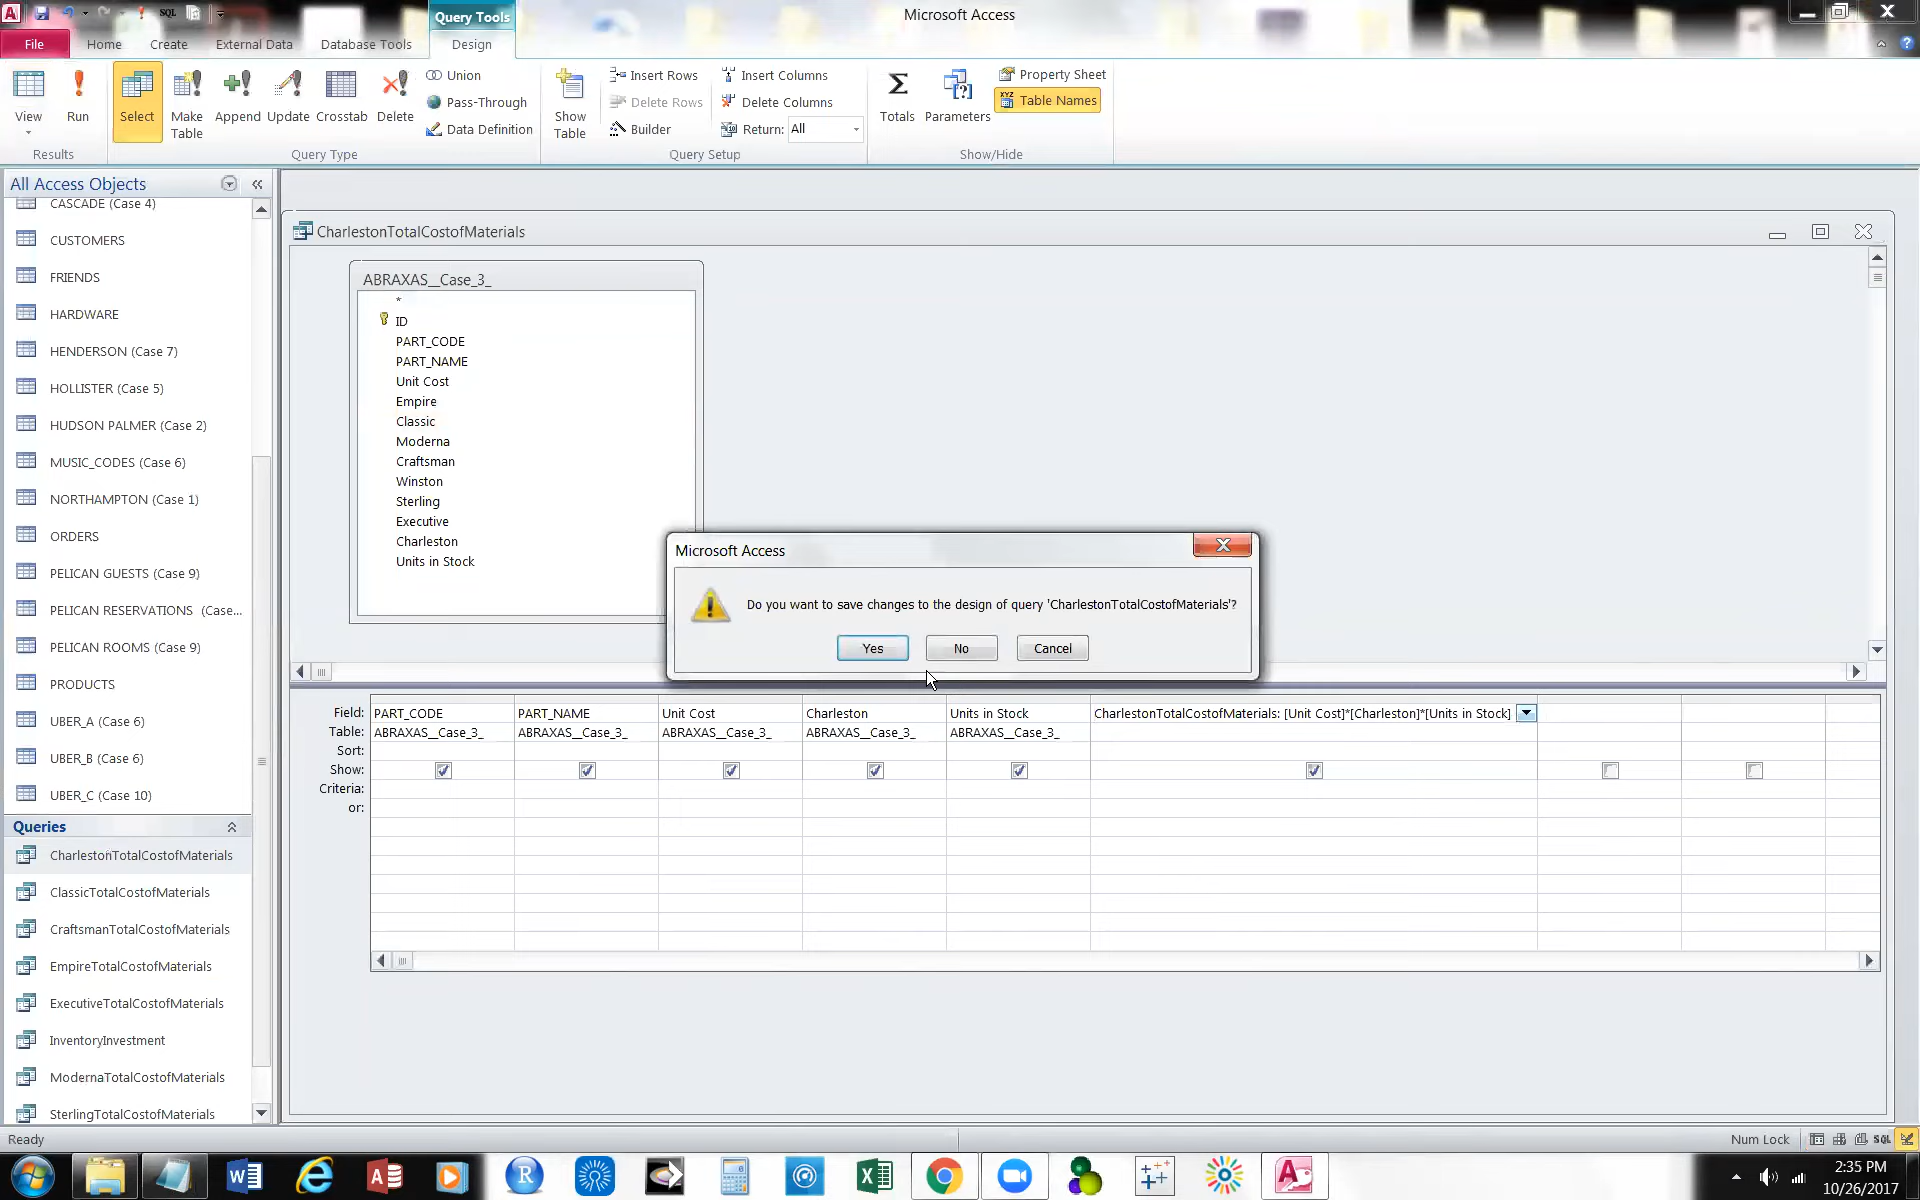 SQL
Query Tools
Microsoft Access
File
Home
Create
External Data
Database Tools
Design
View
Run
Select
Make Table
Append
Update
Crosstab
Delete
Union
Pass-Through
Data Definition
Show Table
Insert Rows
Delete Rows
Builder
Insert Columns
Delete Columns
Return: All
Totals
Parameters
Property Sheet
Table Names
Results
Query Type
Query Setup
Show/Hide
All Access Objects
CASCADE (Case 4)
CUSTOMERS
FRIENDS
HARDWARE
HENDERSON (Case 7)
HOLLISTER (Case 5)
HUDSON PALMER (Case 2)
MUSIC_CODES (Case 6)
NORTHAMPTON (Case 1)
ORDERS
PELICAN GUESTS (Case 9)
PELICAN RESERVATIONS (Case...
PELICAN ROOMS (Case 9)
PRODUCTS
UBER_A (Case 6)
UBER_B (Case 6)
UBER_C (Case 10)
Queries
CharlestonTotalCostofMaterials
ClassicTotalCostofMaterials
CraftsmanTotalCostofMaterials
EmpireTotalCostofMaterials
ExecutiveTotalCostofMaterials
InventoryInvestment
ModernaTotalCostofMaterials
SterlingTotalCostofMaterials
CharlestonTotalCostofMaterials
ABRAXAS__Case_3_
*
ID
PART_CODE
PART_NAME
Unit Cost
Empire
Classic
Moderna
Craftsman
Winston
Sterling
Executive
Charleston
Units in Stock
Microsoft Access
Do you want to save changes to the design of query 'CharlestonTotalCostofMaterials'?
Yes
No
Cancel
Field: PART_CODE PART_NAME Unit Cost Charleston Units in Stock CharlestonTotalCostofMaterials: [Unit Cost]*[Charleston]*[Units in Stock]
Table: ABRAXAS__Case_3_ ABRAXAS__Case_3_ ABRAXAS__Case_3_ ABRAXAS__Case_3_ ABRAXAS__Case_3_
Sort:
Show:
Criteria:
or:
Ready
Num Lock
SQL
2:35 PM
10/26/2017